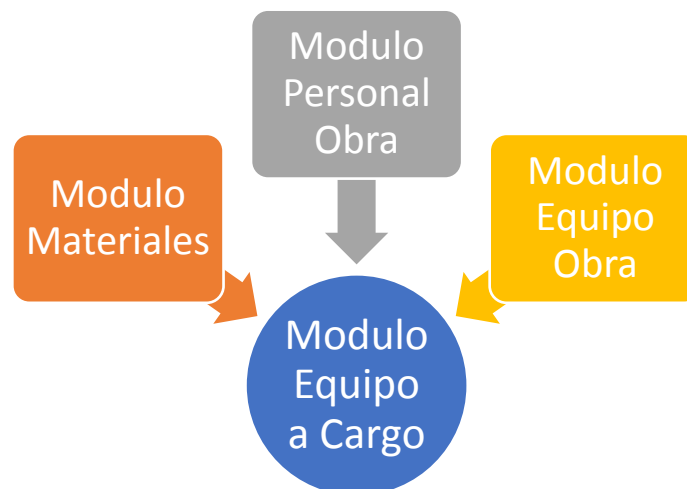 Modulo
Personal
Obra
Modulo
Materiales
Modulo
Equipo
Obra
Modulo
Equipo
a Cargo